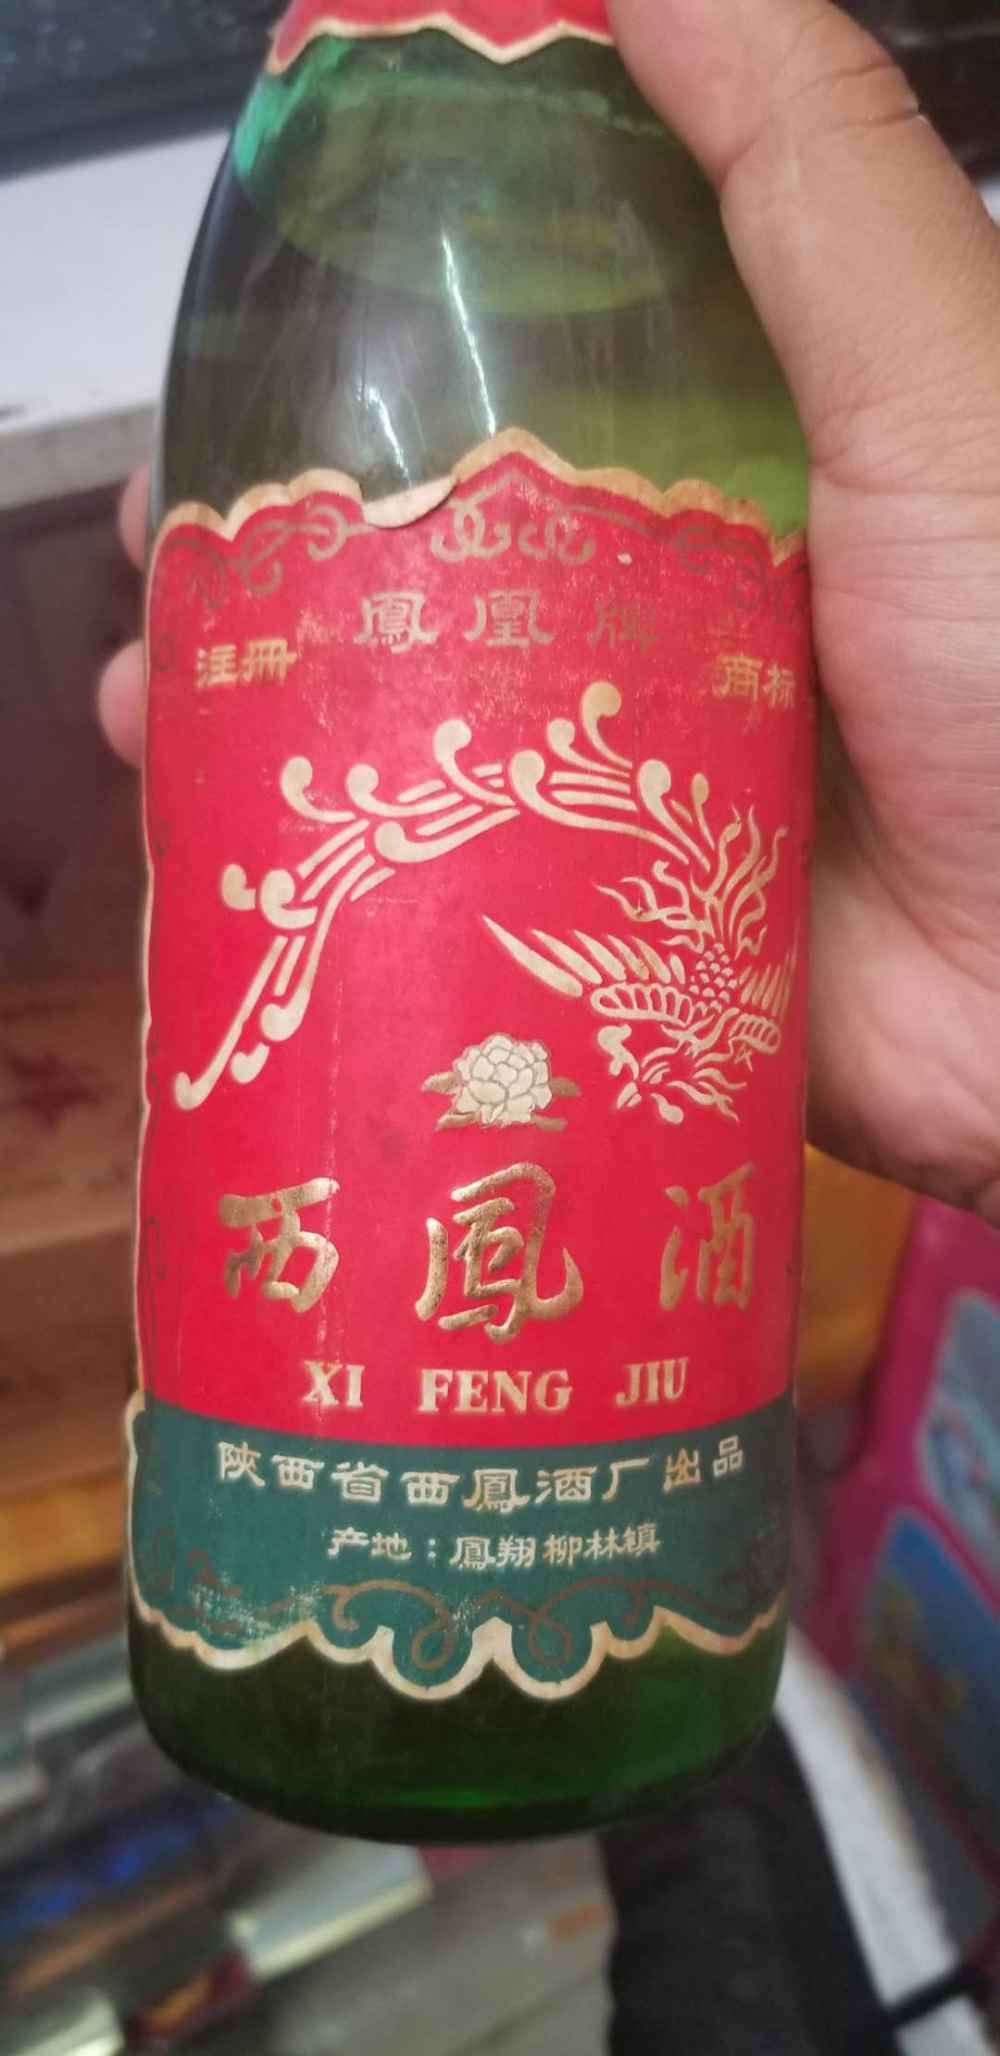 鳳凰牌
注冊 商标
西鳳酒
XI FENG JIU
陕西省西鳳酒厂出品
产地：鳳翔柳林镇